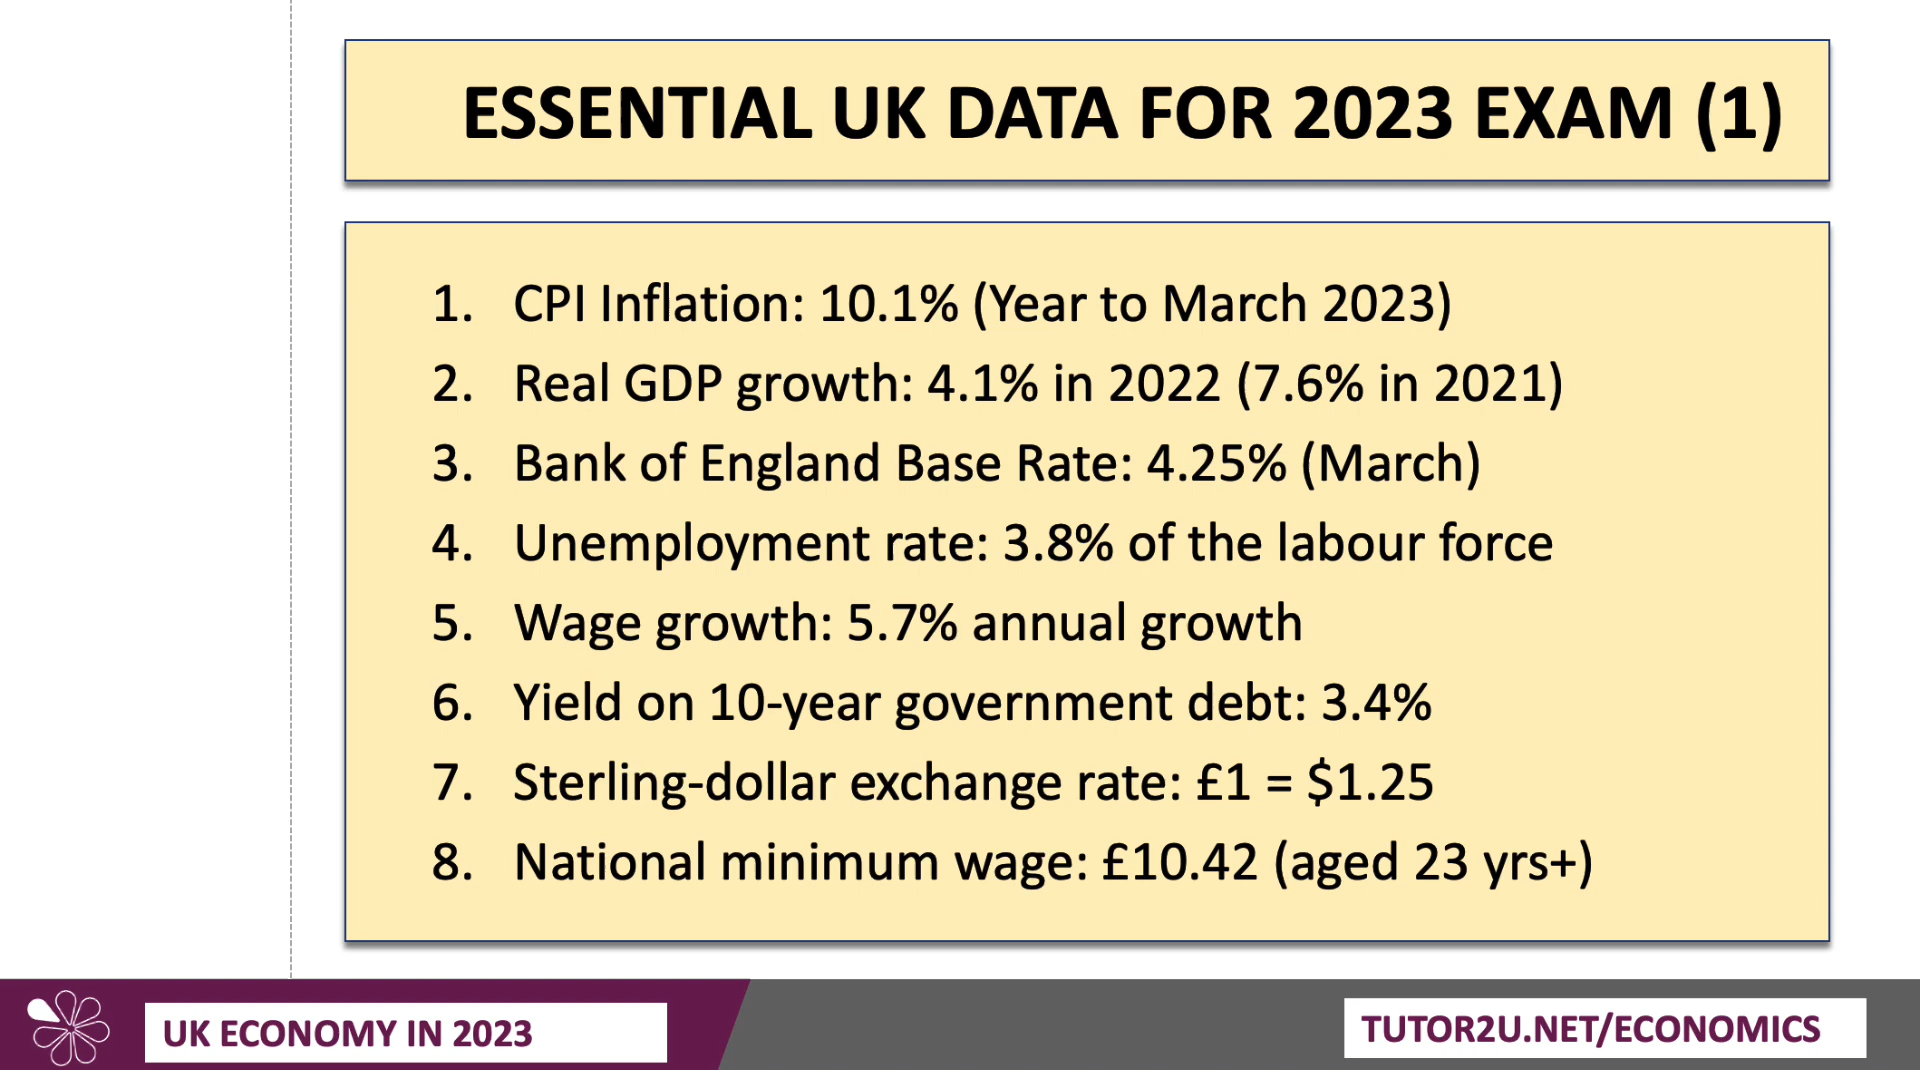 ESSENTIAL UK DATA FOR 2023 EXAM (1)
1. CPI Inflation: 10.1% (Year to March 2023)
2. Real GDP growth: 4.1% in 2022 (7.6% in 2021)
3. Bank of England Base Rate: 4.25% (March)
4. Unemployment rate: 3.8% of the labour force
5. Wage growth: 5.7% annual growth
6. Yield on 10-year government debt: 3.4%
7. Sterling-dollar exchange rate: £1 = $1.25
8. National minimum wage: £10.42 (aged 23 yrs+)
UK ECONOMY IN 2023
TUTOR2U.NET/ECONOMICS